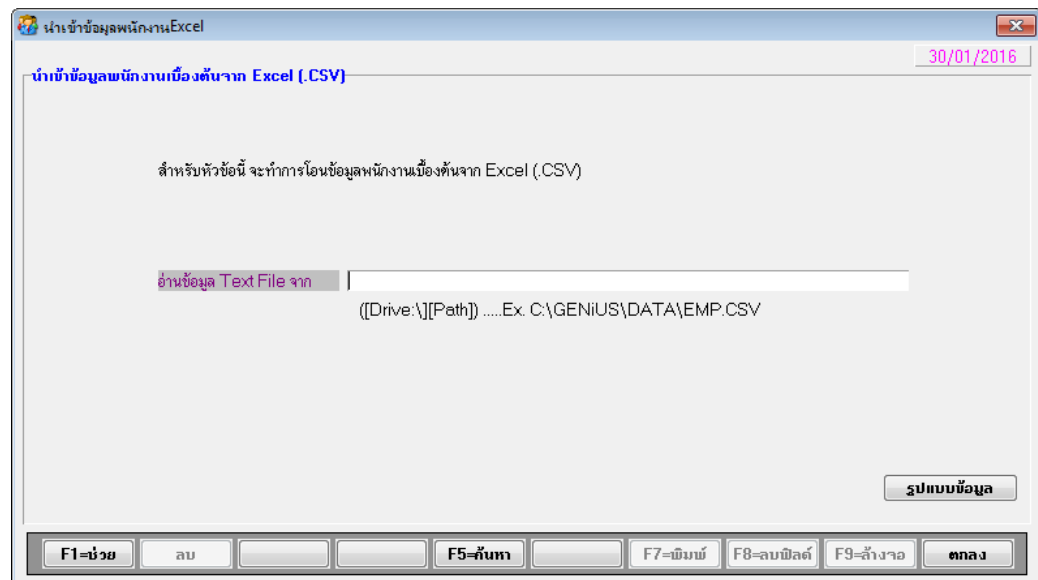 นำเข้าข้อมูลพนักงานExcel
30/01/2016
นำเข้าข้อมูลพนักงานเบื้องต้นจาก Excel (.CSV)
สำหรับหัวข้อนี้ จะทำการโอนข้อมูลพนักงานเบื้องต้นจาก Excel (.CSV)
อ่านข้อมูล Text File จาก
([Drive:\][Path]) .....Ex. C:\GENiUS\DATA\EMP.CSV
รูปแบบข้อมูล
F1=ช่วย ลบ F5=ค้นหา F7=พิมพ์ F8=ลบฟิลด์ F9=ล้างจอ ตกลง